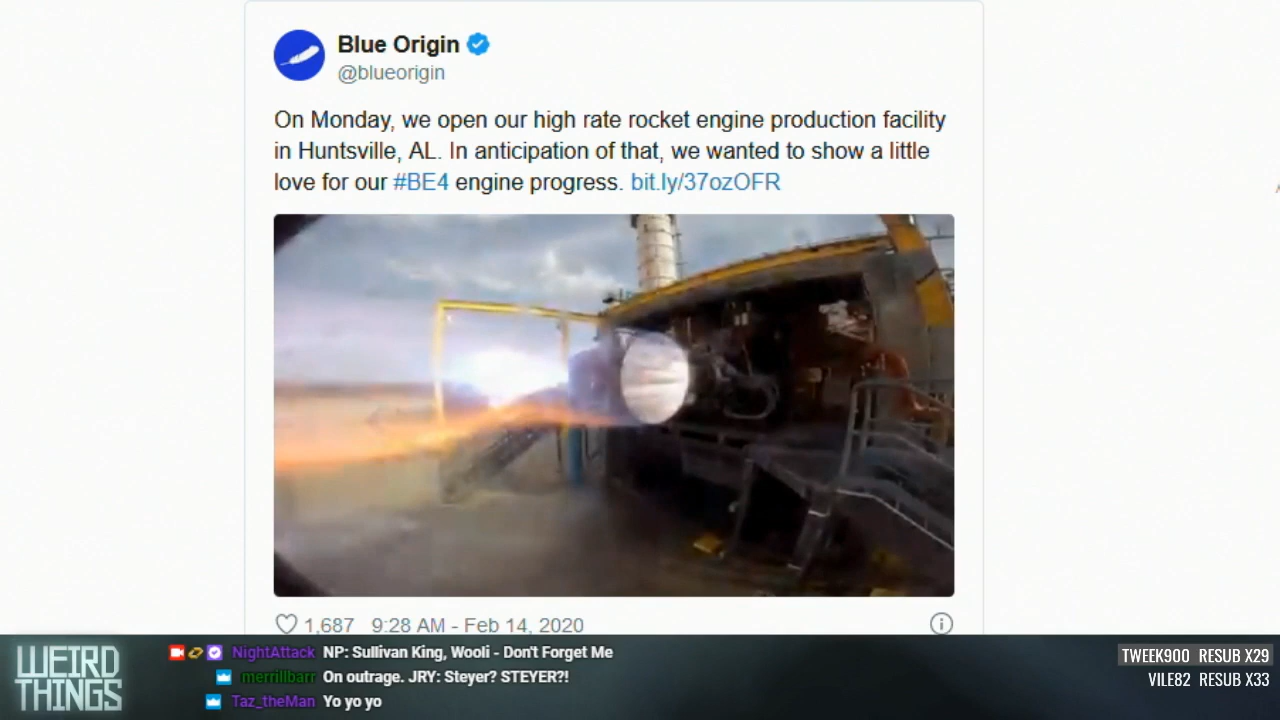 Blue Origin
@blueorigin
On Monday, we open our high rate rocket engine production facility
in Huntsville, AL. In anticipation of that, we wanted to show a little
love for our #BE4 engine progress. bit.ly/37ozOFR
1,687 9:28 AM - Feb 14, 2020
WEIRD
THINGS
NightAttack NP: Sullivan King, Wooli - Don't Forget Me
merrillbarr On outrage. JRY: Steyer? STEYER?!
Taz_theMan Yo yo yo
TWEEK900 RESUB X29
VILE82 RESUB X33